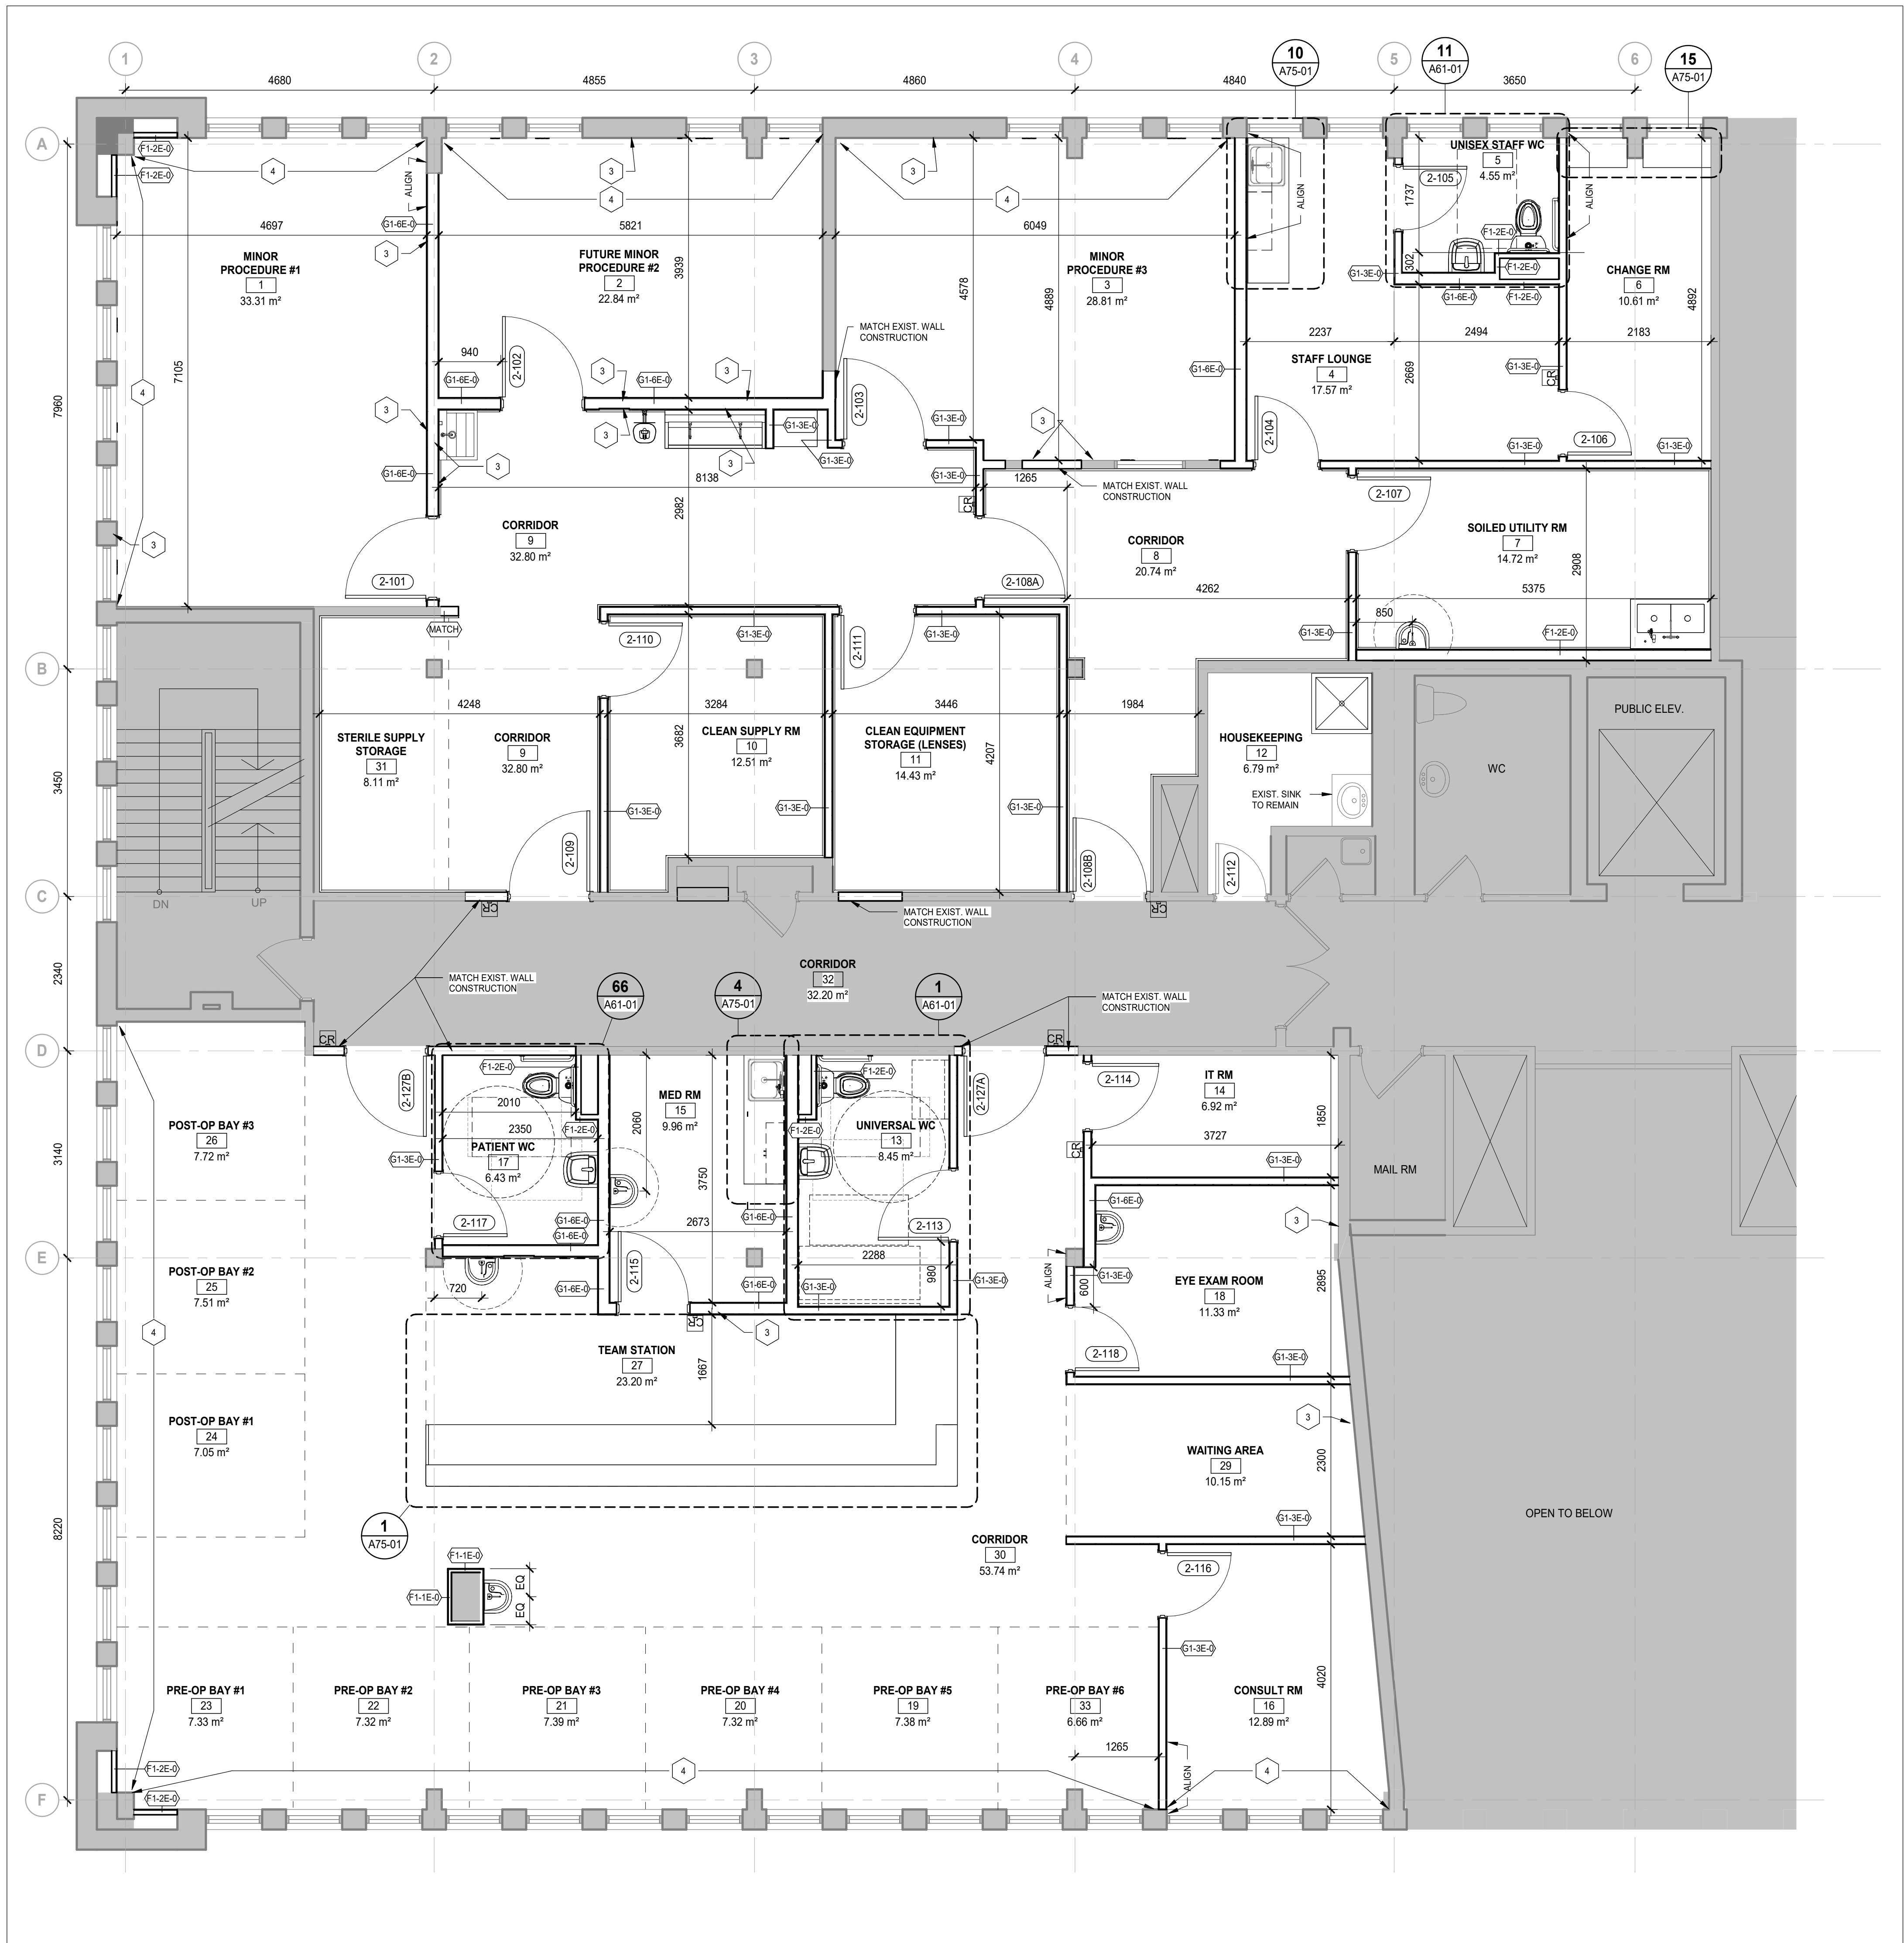 1
2
3
4
5
6
4680
4855
4860
4840
3650
10
A75-01
11
A61-01
15
A75-01
A
B
C
D
E
F
7960
3450
2340
3140
8220
F1-2E-0
F1-2E-0
4
ALIGN
G1-6E-0
3
4697
MINOR
PROCEDURE #1
1
33.31 m²
7105
4
3
G1-6E-0
3
2-101
3
4
5821
FUTURE MINOR
PROCEDURE #2
2
22.84 m²
3939
940
2-102
G1-6E-0
3
G1-6E-0
3
3
3
G1-3E-0
G1-3E-0
3
3
4
6049
MINOR
PROCEDURE #3
3
28.81 m²
4578
4889
MATCH EXIST. WALL
CONSTRUCTION
2-103
G1-3E-0
G1-3E-0
3
G1-6E-0
1265
MATCH EXIST. WALL
CONSTRUCTION
CR
ALIGN
UNISEX STAFF WC
5
4.55 m²
2-105
1737
302
F1-2E-0
F1-2E-0
G1-3E-0
G1-6E-0
F1-2E-0
ALIGN
CHANGE RM
6
10.61 m²
4892
2237
2494
2183
STAFF LOUNGE
4
17.57 m²
2669
G1-3E-0
CR
2-104
G1-3E-0
2-106
G1-3E-0
8138
2982
CORRIDOR
9
32.80 m²
2-108A
CORRIDOR
8
20.74 m²
4262
2-107
SOILED UTILITY RM
7
14.72 m²
2908
5375
850
G1-3E-0
F1-2E-0
MATCH
2-110
G1-3E-0
2-111
G1-3E-0
4248
3284
3446
1984
STERILE SUPPLY
STORAGE
31
8.11 m²
CORRIDOR
9
32.80 m²
3682
CLEAN SUPPLY RM
10
12.51 m²
CLEAN EQUIPMENT
STORAGE (LENSES)
11
14.43 m²
4207
G1-3E-0
G1-3E-0
G1-3E-0
2-109
2-108B
HOUSEKEEPING
12
6.79 m²
EXIST. SINK
TO REMAIN
2-112
WC
PUBLIC ELEV.
DN
UP
CR
MATCH EXIST. WALL
CONSTRUCTION
CR
MATCH EXIST. WALL
CONSTRUCTION
CORRIDOR
32
32.20 m²
66
A61-01
4
A75-01
1
A61-01
MATCH EXIST. WALL
CONSTRUCTION
CR
CR
2-127B
F1-2E-0
2010
2350
F1-2E-0
PATIENT WC
17
6.43 m²
G1-3E-0
2-117
G1-6E-0
G1-6E-0
G1-6E-0
720
MED RM
15
9.96 m²
2060
3750
2673
2-115
G1-6E-0
G1-6E-0
CR
3
F1-2E-0
F1-2E-0
UNIVERSAL WC
13
8.45 m²
2-113
2288
980
G1-3E-0
G1-3E-0
2-127A
2-114
IT RM
14
6.92 m²
1850
3727
CR
G1-3E-0
MAIL RM
G1-6E-0
3
ALIGN
G1-3E-0
600
EYE EXAM ROOM
18
11.33 m²
2895
2-118
G1-3E-0
3
WAITING AREA
29
10.15 m²
2300
G1-3E-0
OPEN TO BELOW
POST-OP BAY #3
26
7.72 m²
POST-OP BAY #2
25
7.51 m²
4
POST-OP BAY #1
24
7.05 m²
TEAM STATION
27
23.20 m²
1667
1
A75-01
F1-1E-0
F1-1E-0
EQ
EQ
CORRIDOR
30
53.74 m²
2-116
G1-3E-0
PRE-OP BAY #1
23
7.33 m²
PRE-OP BAY #2
22
7.32 m²
PRE-OP BAY #3
21
7.39 m²
PRE-OP BAY #4
20
7.32 m²
PRE-OP BAY #5
19
7.38 m²
PRE-OP BAY #6
33
6.66 m²
CONSULT RM
16
12.89 m²
4020
1265
4
ALIGN
4
F1-2E-0
F1-2E-0